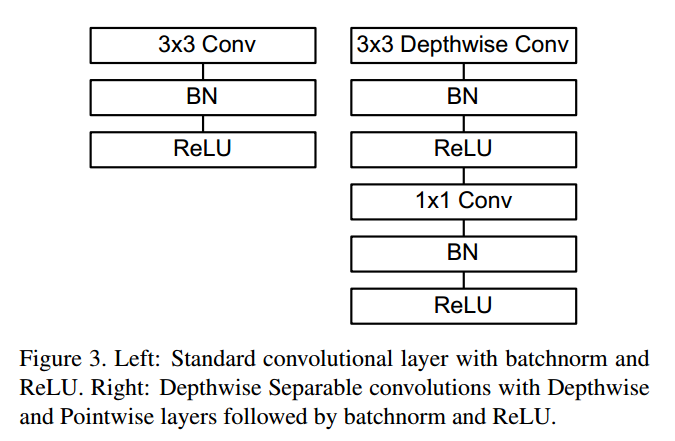 3x3 Conv
BN
ReLU
3x3 Depthwise Conv
BN
ReLU
1x1 Conv
BN
ReLU
Figure 3. Left: Standard convolutional layer with batchnorm and
ReLU. Right: Depthwise Separable convolutions with Depthwise
and Pointwise layers followed by batchnorm and ReLU.